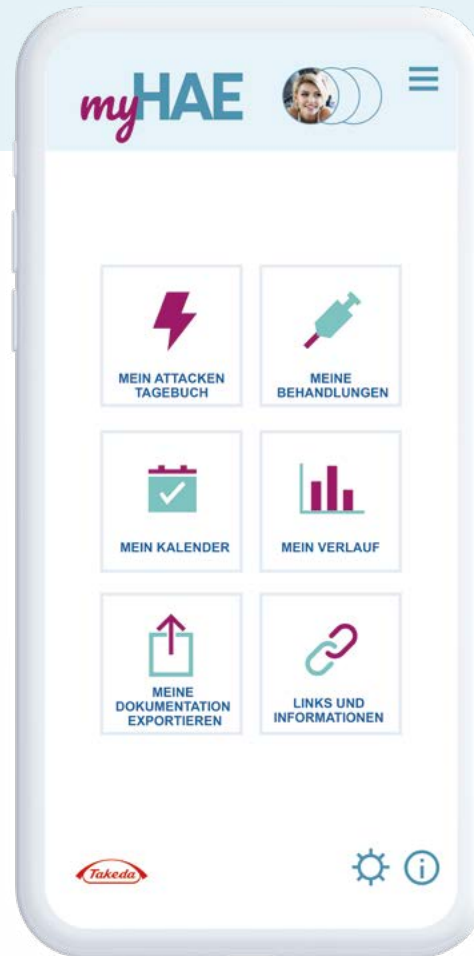 myHAE
MEIN ATTACKEN
TAGEBUCH
MEINE
BEHANDLUNGEN
MEIN KALENDER
MEIN VERLAUF
MEINE
DOKUMENTATION
EXPORTIEREN
LINKS UND
INFORMATIONEN
Takeda